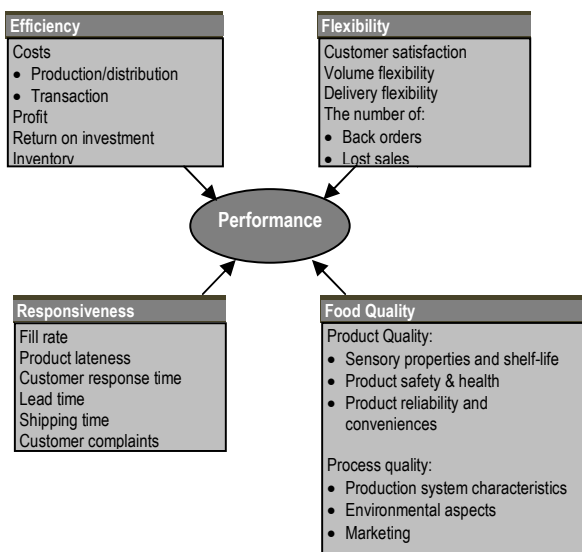 Efficiency
Costs
• Production/distribution
• Transaction
Profit
Return on investment
Inventory
Flexibility
Customer satisfaction
Volume flexibility
Delivery flexibility
The number of:
• Back orders
• Lost sales
Performance
Responsiveness
Fill rate
Product lateness
Customer response time
Lead time
Shipping time
Customer complaints
Food Quality
Product Quality:
• Sensory properties and shelf-life
• Product safety & health
• Product reliability and
conveniences
Process quality:
• Production system characteristics
• Environmental aspects
• Marketing